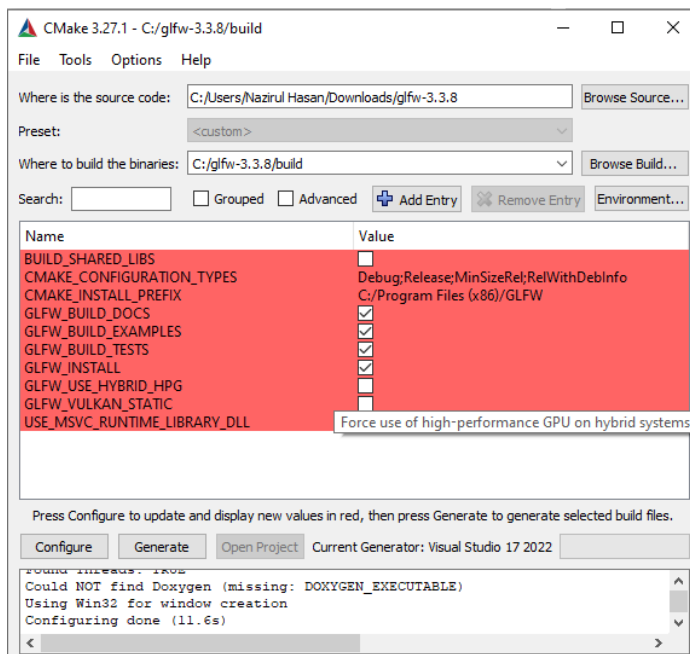 CMake 3.27.1 - C:/glfw-3.3.8/build
File Tools Options Help
Where is the source code: C:/Users/Nazirul Hasan/Downloads/glfw-3.3.8 Browse Source...
Preset: <custom>
Where to build the binaries: C:/glfw-3.3.8/build Browse Build...
Search: Grouped Advanced Add Entry Remove Entry Environment...
Name Value
BUILD_SHARED_LIBS
CMAKE_CONFIGURATION_TYPES Debug;Release;MinSizeRel;RelWithDebInfo
CMAKE_INSTALL_PREFIX C:/Program Files (x86)/GLFW
GLFW_BUILD_DOCS
GLFW_BUILD_EXAMPLES
GLFW_BUILD_TESTS
GLFW_INSTALL
GLFW_USE_HYBRID_HPG
GLFW_VULKAN_STATIC
USE_MSVC_RUNTIME_LIBRARY_DLL Force use of high-performance GPU on hybrid systems
Press Configure to update and display new values in red, then press Generate to generate selected build files.
Configure Generate Open Project Current Generator: Visual Studio 17 2022
Found Threads: TRUE
Could NOT find Doxygen (missing: DOXYGEN_EXECUTABLE)
Using Win32 for window creation
Configuring done (11.6s)